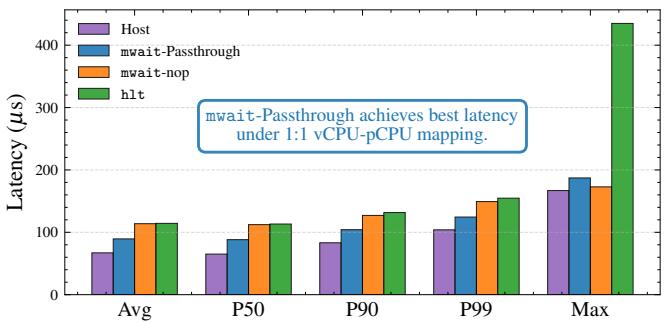 Host
mwait-Passthrough
mwait-nop
hlt
mwait-Passthrough achieves best latency
under 1:1 vCPU-pCPU mapping.
Latency (μs)
400
300
200
100
0
Avg P50 P90 P99 Max